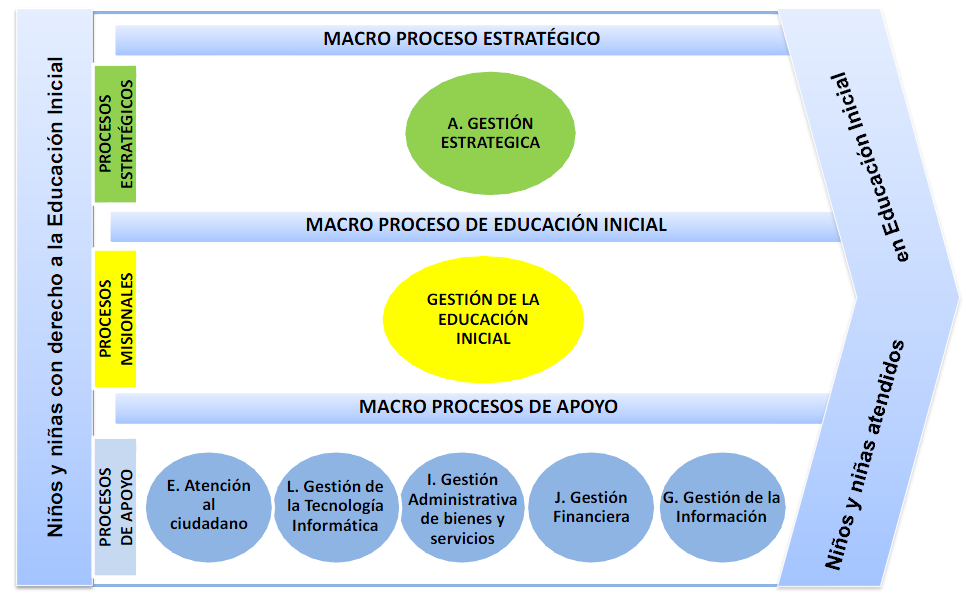 Niños y niñas con derecho a la Educación Inicial
MACRO PROCESO ESTRATÉGICO
PROCESOS
ESTRATÉGICOS
A. GESTIÓN
ESTRATEGICA
MACRO PROCESO DE EDUCACIÓN INICIAL
PROCESOS
MISIONALES
GESTIÓN DE LA
EDUCACIÓN
INICIAL
MACRO PROCESOS DE APOYO
PROCESOS
DE APOYO
E. Atención
al
ciudadano
L. Gestión de
la Tecnología
Informática
I. Gestión
Administrativa
de bienes y
servicios
J. Gestión
Financiera
G. Gestión de la
Información
Niños y niñas atendidos
en Educación Inicial